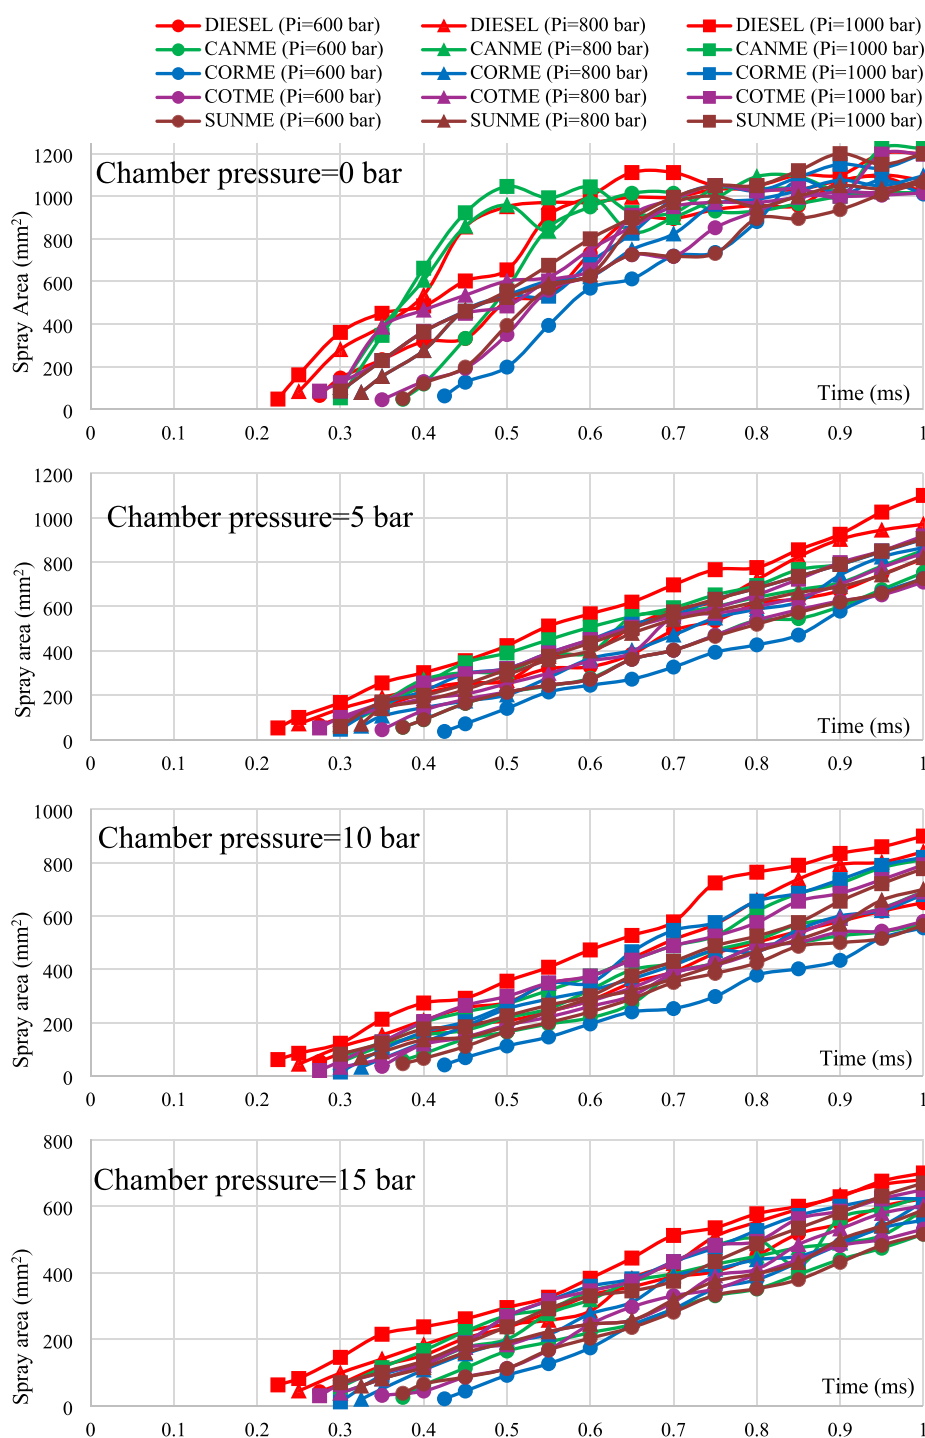 DIESEL (Pi=600 bar) DIESEL (Pi=800 bar) DIESEL (Pi=1000 bar)
CANME (Pi=600 bar) CANME (Pi=800 bar) CANME (Pi=1000 bar)
CORME (Pi=600 bar) CORME (Pi=800 bar) CORME (Pi=1000 bar)
COTME (Pi=600 bar) COTME (Pi=800 bar) COTME (Pi=1000 bar)
SUNME (Pi=600 bar) SUNME (Pi=800 bar) SUNME (Pi=1000 bar)
Chamber pressure=0 bar
Spray Area (mm²)
1200
1000
800
600
400
200
0
Time (ms)
0 0.1 0.2 0.3 0.4 0.5 0.6 0.7 0.8 0.9 1
Chamber pressure=5 bar
Spray area (mm²)
1200
1000
800
600
400
200
0
Time (ms)
0 0.1 0.2 0.3 0.4 0.5 0.6 0.7 0.8 0.9 1
Chamber pressure=10 bar
Spray area (mm²)
1000
800
600
400
200
0
Time (ms)
0 0.1 0.2 0.3 0.4 0.5 0.6 0.7 0.8 0.9 1
Chamber pressure=15 bar
Spray area (mm²)
800
600
400
200
0
Time (ms)
0 0.1 0.2 0.3 0.4 0.5 0.6 0.7 0.8 0.9 1